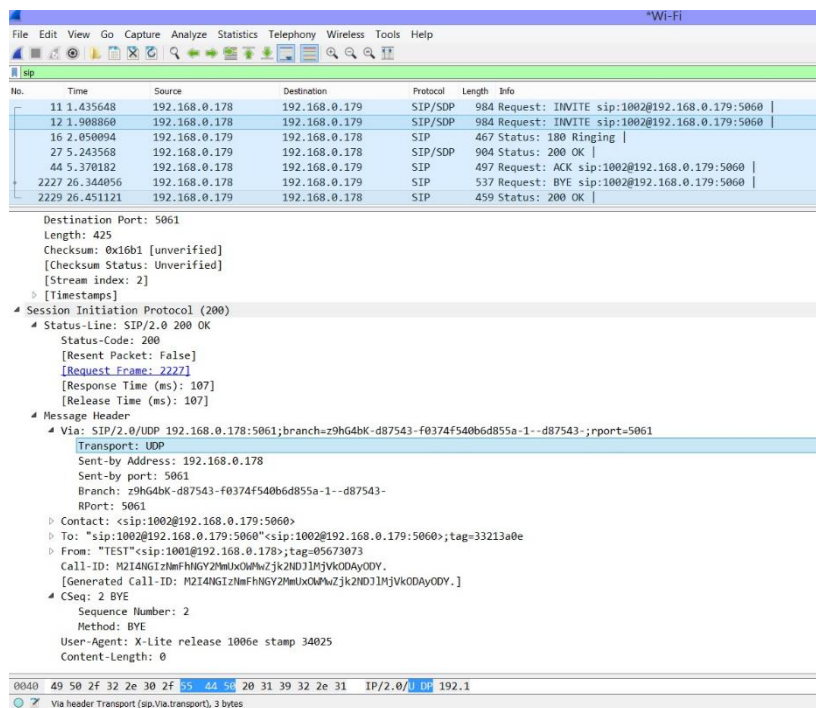 *Wi-Fi
File Edit View Go Capture Analyze Statistics Telephony Wireless Tools Help
sip
No. Time Source Destination Protocol Length Info
11 1.435648 192.168.0.178 192.168.0.179 SIP/SDP 984 Request: INVITE sip:1002@192.168.0.179:5060 |
12 1.908860 192.168.0.178 192.168.0.179 SIP/SDP 984 Request: INVITE sip:1002@192.168.0.179:5060 |
16 2.050094 192.168.0.179 192.168.0.178 SIP 467 Status: 180 Ringing |
27 5.243568 192.168.0.179 192.168.0.178 SIP/SDP 904 Status: 200 OK |
44 5.370182 192.168.0.178 192.168.0.179 SIP 497 Request: ACK sip:1002@192.168.0.179:5060 |
2227 26.344056 192.168.0.178 192.168.0.179 SIP 537 Request: BYE sip:1002@192.168.0.179:5060 |
2229 26.451121 192.168.0.179 192.168.0.178 SIP 459 Status: 200 OK |
Destination Port: 5061
Length: 425
Checksum: 0x16b1 [unverified]
[Checksum Status: Unverified]
[Stream index: 2]
[Timestamps]
Session Initiation Protocol (200)
Status-Line: SIP/2.0 200 OK
Status-Code: 200
[Resent Packet: False]
[Request Frame: 2227]
[Response Time (ms): 107]
[Release Time (ms): 107]
Message Header
Via: SIP/2.0/UDP 192.168.0.178:5061;branch=z9hG4bK-d87543-f0374f540b6d855a-1--d87543-;rport=5061
Transport: UDP
Sent-by Address: 192.168.0.178
Sent-by port: 5061
Branch: z9hG4bK-d87543-f0374f540b6d855a-1--d87543-
RPort: 5061
Contact: <sip:1002@192.168.0.179:5060>
To: "sip:1002@192.168.0.179:5060"<sip:1002@192.168.0.179:5060>;tag=33213a0e
From: "TEST"<sip:1001@192.168.0.178>;tag=05673073
Call-ID: M2I4NGIzNmFhNGY2MmUxOWMwZjk2NDJlMjVkODAyODY.
[Generated Call-ID: M2I4NGIzNmFhNGY2MmUxOWMwZjk2NDJlMjVkODAyODY.]
CSeq: 2 BYE
Sequence Number: 2
Method: BYE
User-Agent: X-Lite release 1006e stamp 34025
Content-Length: 0
0040 49 50 2f 32 2e 30 2f 55 44 50 20 31 39 32 2e 31 IP/2.0/U DP 192.1
Via header Transport (sip.Via.transport), 3 bytes